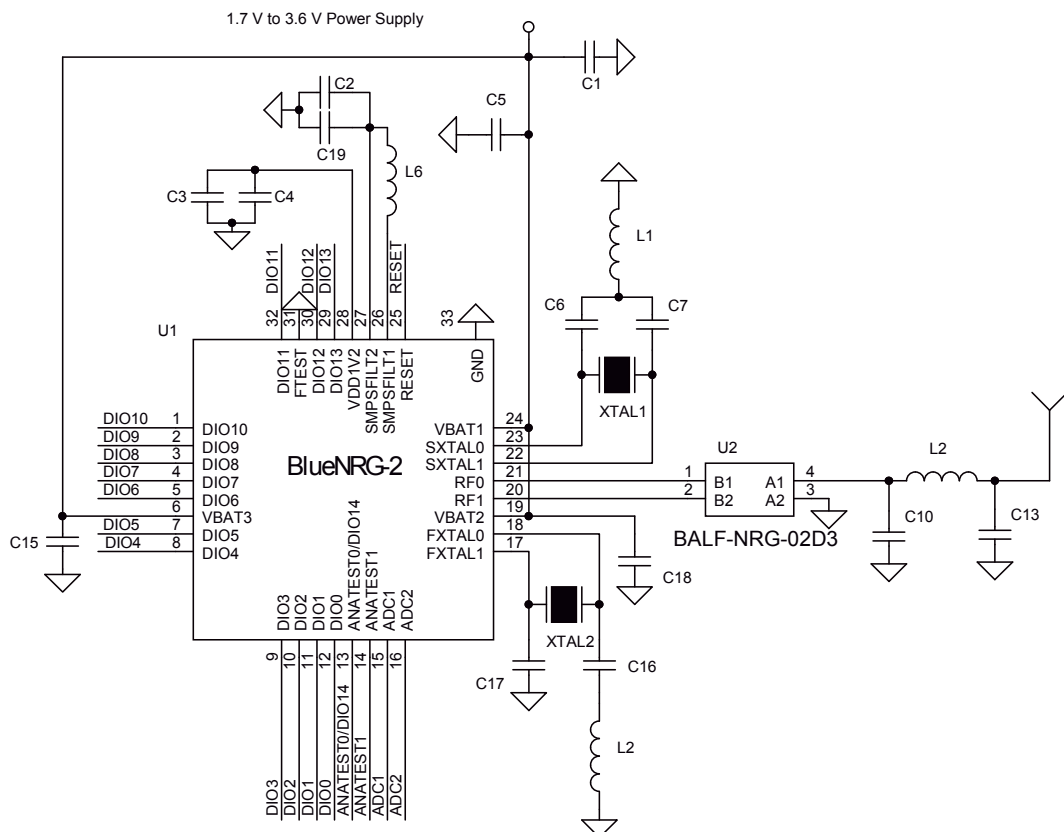 1.7 V to 3.6 V Power Supply
C1
C2
C5
C19
L6
C3
C4
L1
DIO11
DIO12
DIO13
RESET
C6
C7
U1
32
31
30
29
28
27
26
25
33
DIO11
FTEST
DIO12
DIO13
VDD1V2
SMPSFILT2
SMPSFILT1
RESET
GND
XTAL1
DIO10 1 DIO10
DIO9 2 DIO9
DIO8 3 DIO8
DIO7 4 DIO7
DIO6 5 DIO6
6 VBAT3
DIO5 7 DIO5
DIO4 8 DIO4
BlueNRG-2
VBAT1 24
SXTAL0 23
SXTAL1 22
RF0 21
RF1 20
VBAT2 19
FXTAL0 18
FXTAL1 17
U2
1 B1 A1 4
2 B2 A2 3
BALF-NRG-02D3
L2
C10
C13
C15
C18
DIO3
DIO2
DIO1
DIO0
ANATEST0/DIO14
ANATEST1
ADC1
ADC2
XTAL2
9
10
11
12
13
14
15
16
C17
C16
L2
DIO3
DIO2
DIO1
DIO0
ANATEST0/DIO14
ANATEST1
ADC1
ADC2